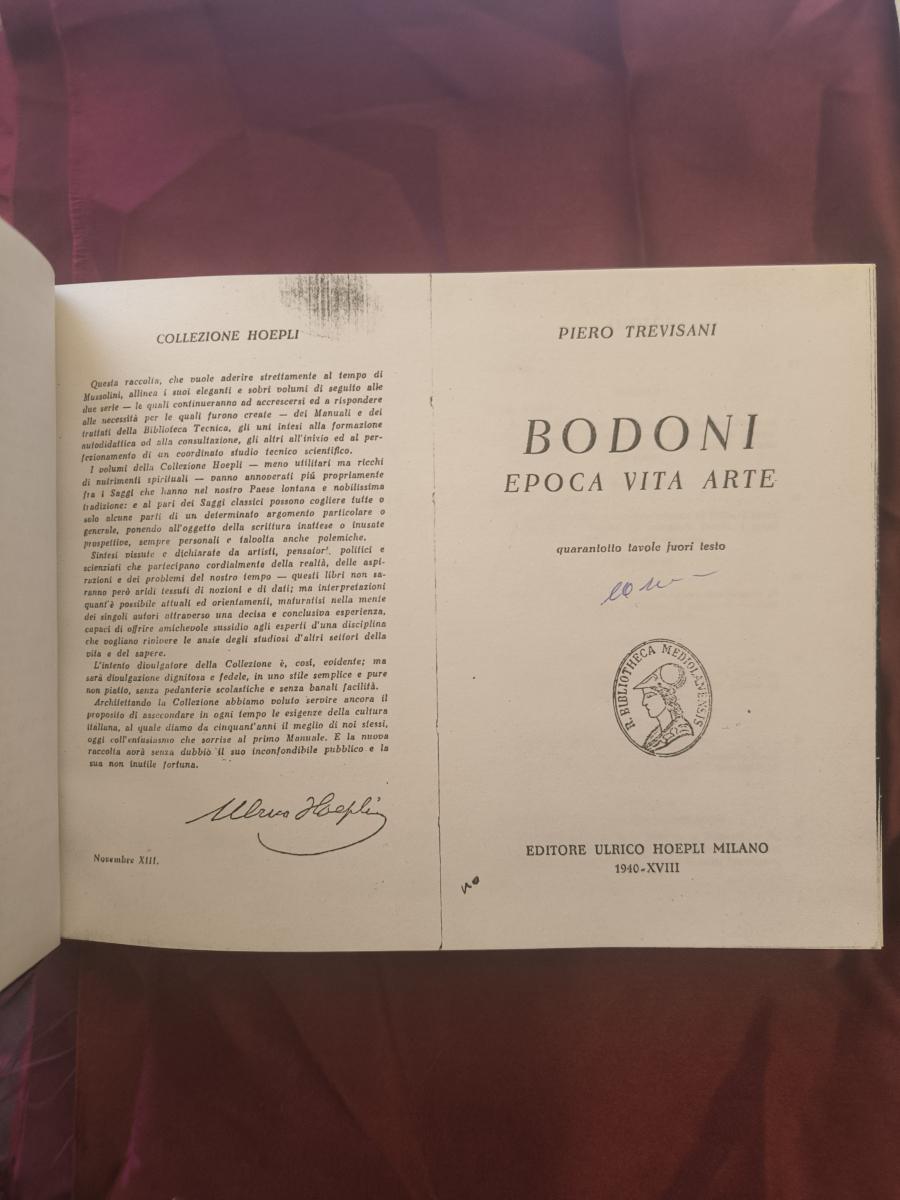 COLLEZIONE HOEPLI
Questa raccolta, che vuole aderire strettamente al tempo di
Mussolini, allinea i suoi eleganti e sobri volumi di seguito alle
due serie — le quali continueranno ad accrescersi ed a rispondere
alle necessità per le quali furono create — dei Manuali e dei
trattati della Biblioteca Tecnica, gli uni intesi alla formazione
autodidattica od alla consultazione, gli altri all'inizio ed al per-
fezionamento di un coordinato studio tecnico scientifico.
I volumi della Collezione Hoepli — meno utilitari ma ricchi
di nutrimenti spirituali — vanno annoverati più propriamente
fra i Saggi che hanno nel nostro Paese lontana e nobilissima
tradizione: e al pari dei Saggi classici possono cogliere tutte o
solo alcune parti di un determinato argomento particolare o
generale, ponendo all'oggetto della scrittura inattese o inusate
prospettive, sempre personali e talvolta anche polemiche.
Sintesi vissute e dichiarate da artisti, pensatori, politici e
scienziati che partecipano cordialmente della realtà, delle aspi-
razioni e dei problemi del nostro tempo — questi libri non sa-
ranno però aridi tessuti di nozioni e di dati; ma interpretazioni
quant'è possibile attuali ed orientamenti, maturatisi nella mente
dei singoli autori attraverso una decisa e conclusiva esperienza,
capaci di offrire amichevole sussidio agli esperti d'una disciplina
che vogliano rivivere le ansie degli studiosi d'altri settori della
vita e del sapere.
L'intento divulgatore della Collezione è, così, evidente; ma
sarà divulgazione dignitosa e fedele, in uno stile semplice e pure
non piatto, senza pedanterie scolastiche e senza banali facilità.
Architettando la Collezione abbiamo voluto servire ancora il
proposito di assecondare in ogni tempo le esigenze della cultura
italiana, al quale diamo da cinquant'anni il meglio di noi stessi,
oggi coll'entusiasmo che sorrise al primo Manuale. E la nuova
raccolta avrà senza dubbio il suo inconfondibile pubblico e la
sua non inutile fortuna.
Ulrico Hoepli
Novembre XIII.
PIERO TREVISANI
BODONI
EPOCA VITA ARTE
quarantotto tavole fuori testo
BIBLIOTHECA MEDIOLANENSIS
EDITORE ULRICO HOEPLI MILANO
1940-XVIII